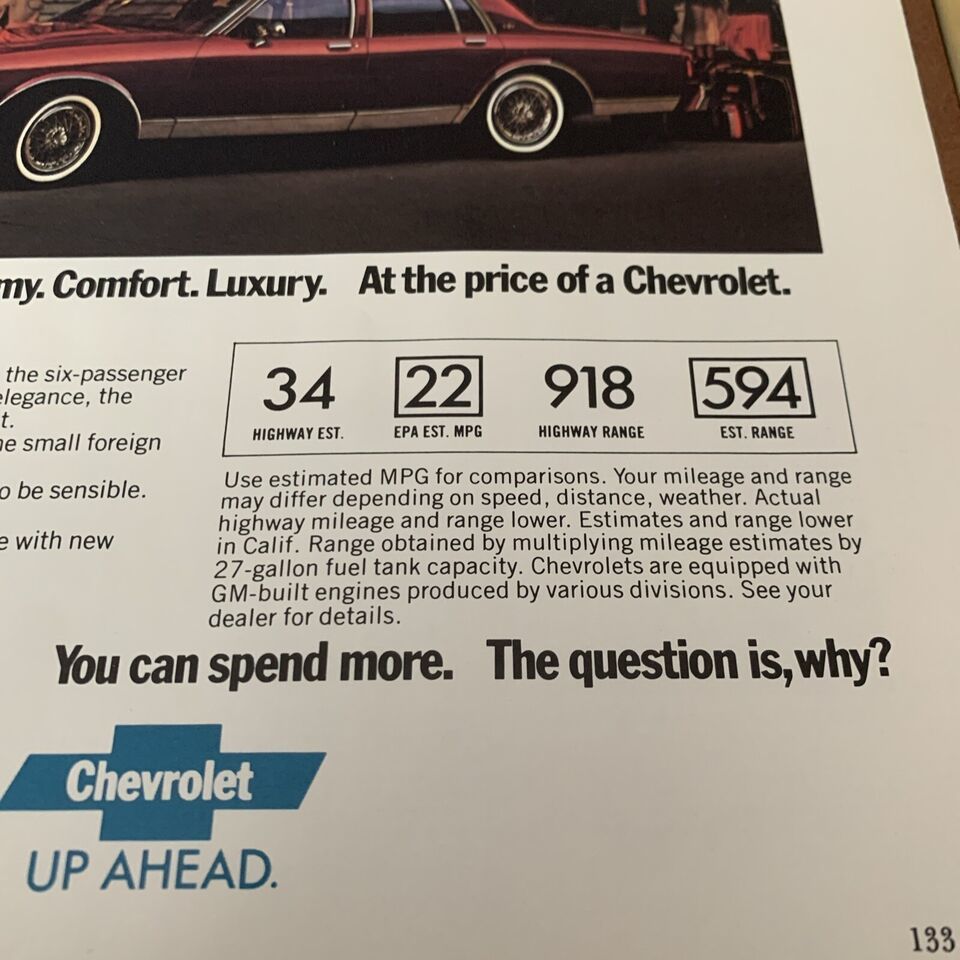 my. Comfort. Luxury. At the price of a Chevrolet.
the six-passenger
elegance, the
t.
e small foreign
o be sensible.
e with new
34 22 918 594
HIGHWAY EST. EPA EST. MPG HIGHWAY RANGE EST. RANGE
Use estimated MPG for comparisons. Your mileage and range
may differ depending on speed, distance, weather. Actual
highway mileage and range lower. Estimates and range lower
in Calif. Range obtained by multiplying mileage estimates by
27-gallon fuel tank capacity. Chevrolets are equipped with
GM-built engines produced by various divisions. See your
dealer for details.
You can spend more. The question is, why?
Chevrolet
UP AHEAD.
133